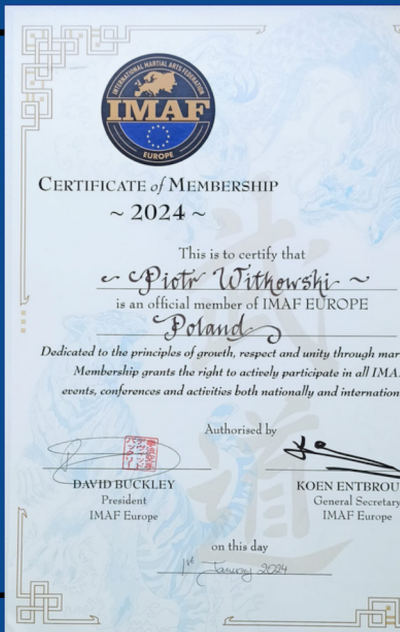 INTERNATIONAL MARTIAL ARTS FEDERATION
IMAF
EUROPE
CERTIFICATE of MEMBERSHIP
~ 2024 ~
This is to certify that
~ Piotr Witkowski ~
is an official member of IMAF EUROPE
Poland
Dedicated to the principles of growth, respect and unity through mar
Membership grants the right to actively participate in all IMA
events, conferences and activities both nationally and internation
Authorised by
DAVID BUCKLEY
President
IMAF Europe
KOEN ENTBROU
General Secretary
IMAF Europe
on this day
1st January 2024
武道